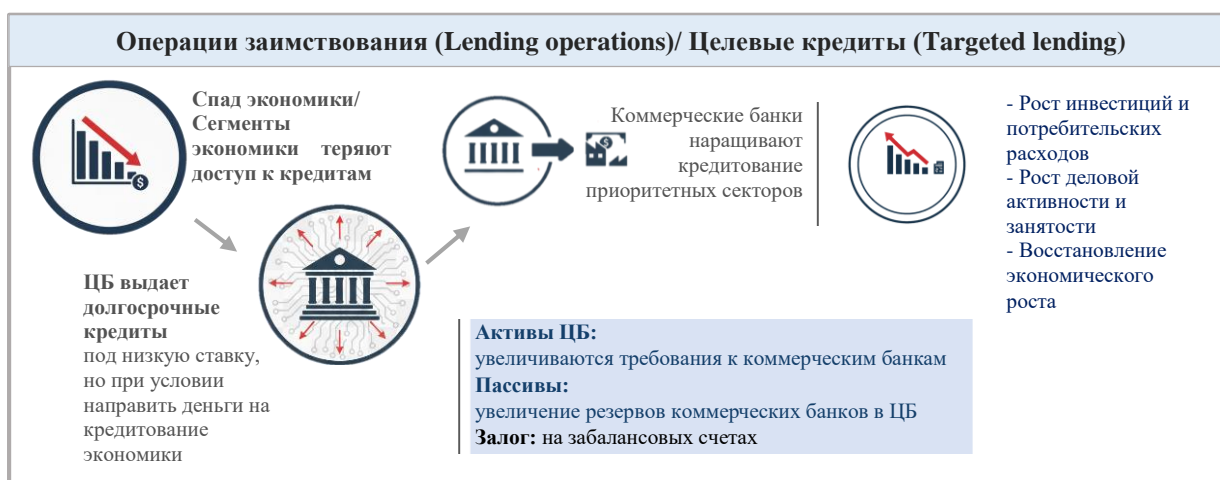 Операции заимствования (Lending operations)/ Целевые кредиты (Targeted lending)
Спад экономики/
Сегменты
экономики теряют
доступ к кредитам
ЦБ выдает
долгосрочные
кредиты
под низкую ставку,
но при условии
направить деньги на
кредитование
экономики
Коммерческие банки
наращивают
кредитование
приоритетных секторов
- Рост инвестиций и
потребительских
расходов
- Рост деловой
активности и
занятости
- Восстановление
экономического
роста
Активы ЦБ:
увеличиваются требования к коммерческим банкам
Пассивы:
увеличение резервов коммерческих банков в ЦБ
Залог: на забалансовых счетах